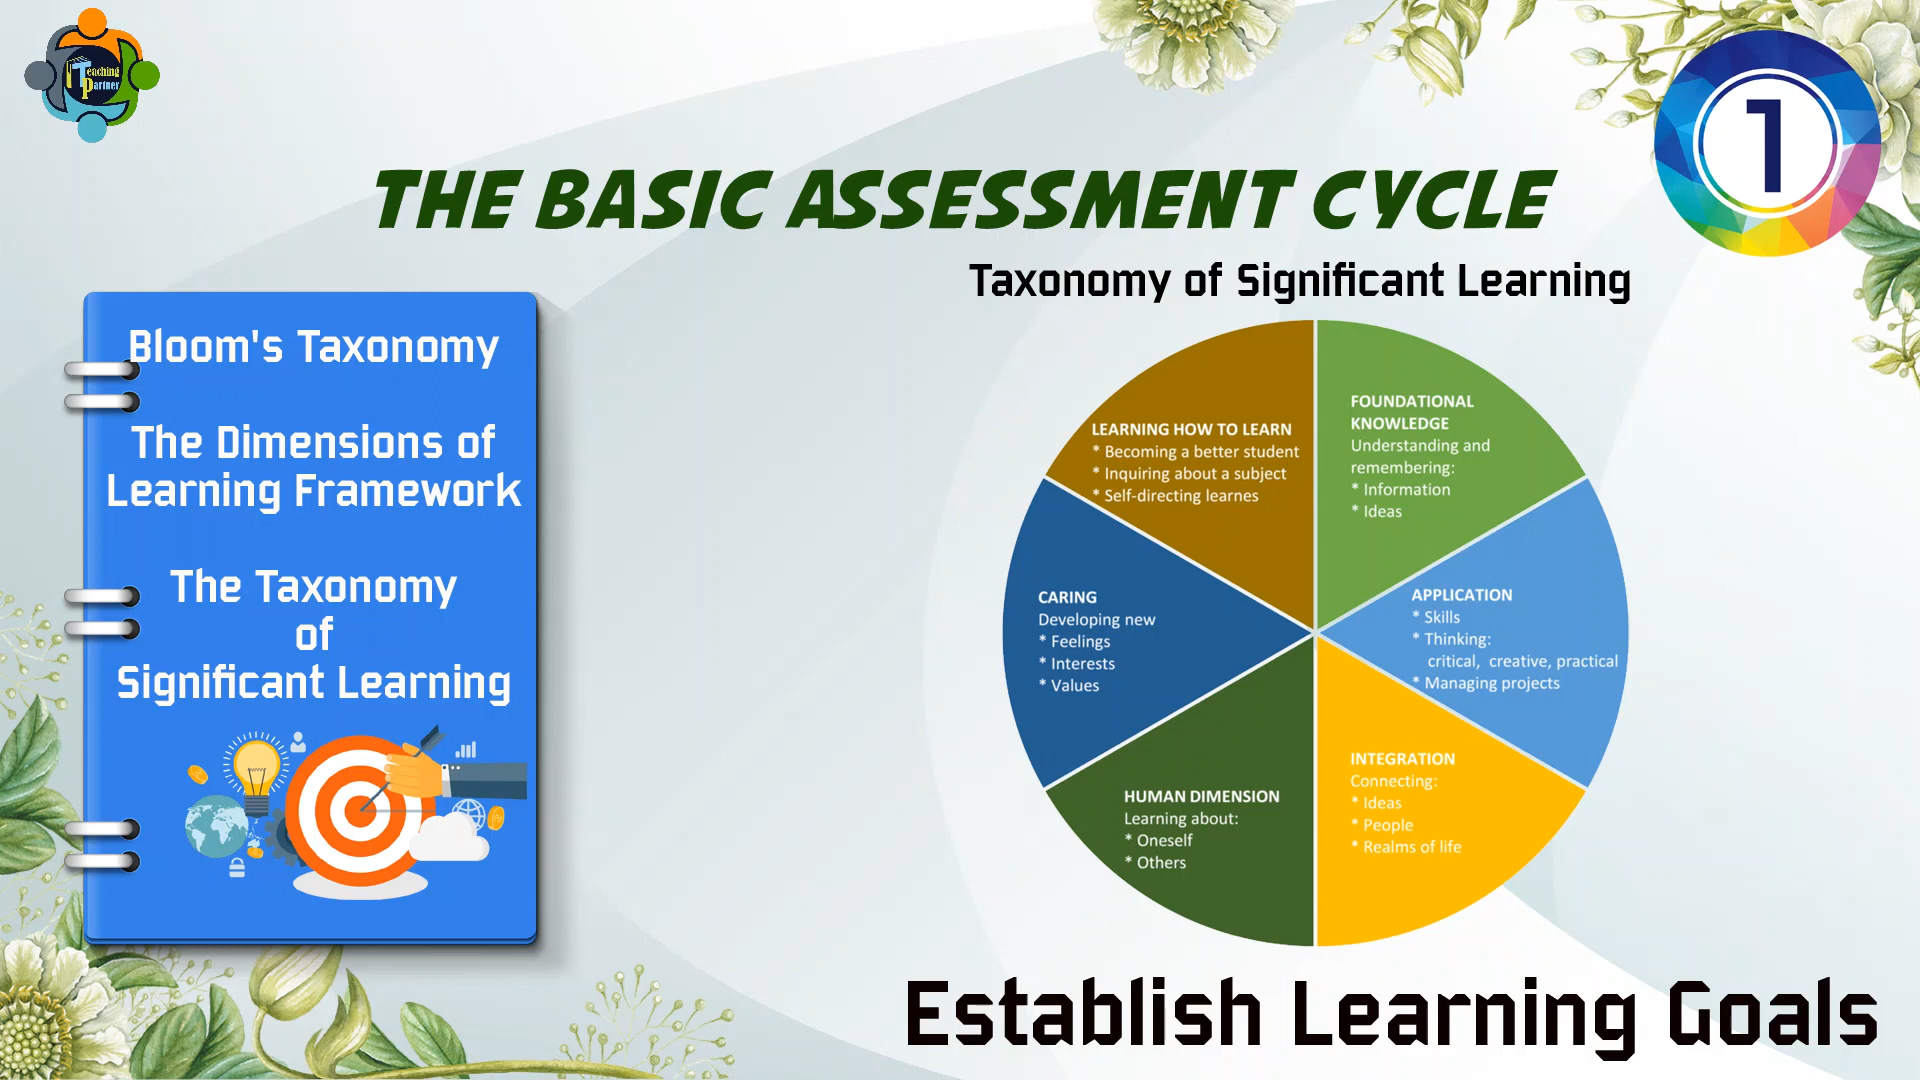 Teaching
Partner
1
THE BASIC ASSESSMENT CYCLE
Taxonomy of Significant Learning
Bloom's Taxonomy
The Dimensions of
Learning Framework
The Taxonomy
of
Significant Learning
LEARNING HOW TO LEARN
* Becoming a better student
* Inquiring about a subject
* Self-directing learnes
FOUNDATIONAL
KNOWLEDGE
Understanding and
remembering:
* Information
* Ideas
CARING
Developing new
* Feelings
* Interests
* Values
APPLICATION
* Skills
* Thinking:
critical, creative, practical
* Managing projects
HUMAN DIMENSION
Learning about:
* Oneself
* Others
INTEGRATION
Connecting:
* Ideas
* People
* Realms of life
Establish Learning Goals